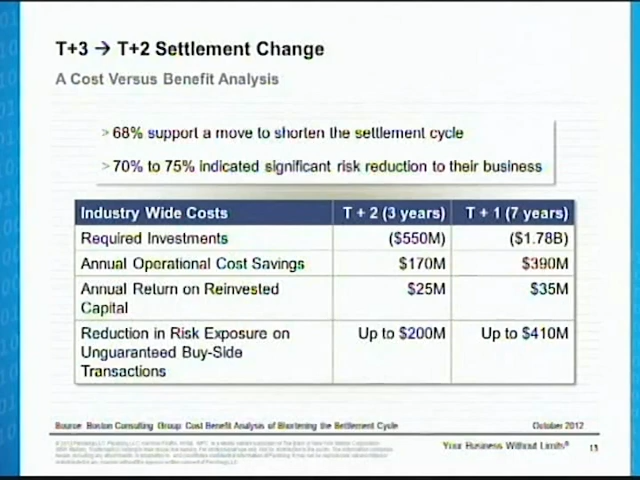 T+3 → T+2 Settlement Change
A Cost Versus Benefit Analysis
> 68% support a move to shorten the settlement cycle
> 70% to 75% indicated significant risk reduction to their business
Industry Wide Costs T + 2 (3 years) T + 1 (7 years)
Required Investments ($550M) ($1.78B)
Annual Operational Cost Savings $170M $390M
Annual Return on Reinvested $25M $35M
Capital
Reduction in Risk Exposure on Up to $200M Up to $410M
Unguaranteed Buy-Side
Transactions
Source: Boston Consulting Group: Cost Benefit Analysis of Shortening the Settlement Cycle October 2012
Your Business Without Limits®